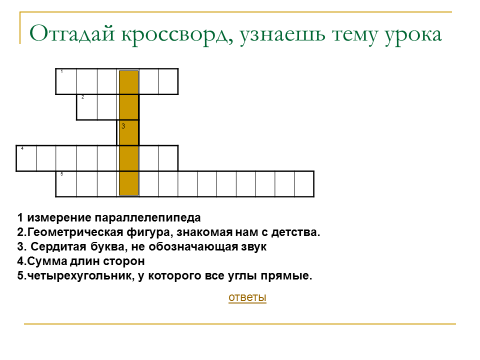 Отгадай кроссворд, узнаешь тему урока
1
2
3
4
5
1 измерение параллелепипеда
2.Геометрическая фигура, знакомая нам с детства.
3. Сердитая буква, не обозначающая звук
4.Сумма длин сторон
5.четырехугольник, у которого все углы прямые.
ответы